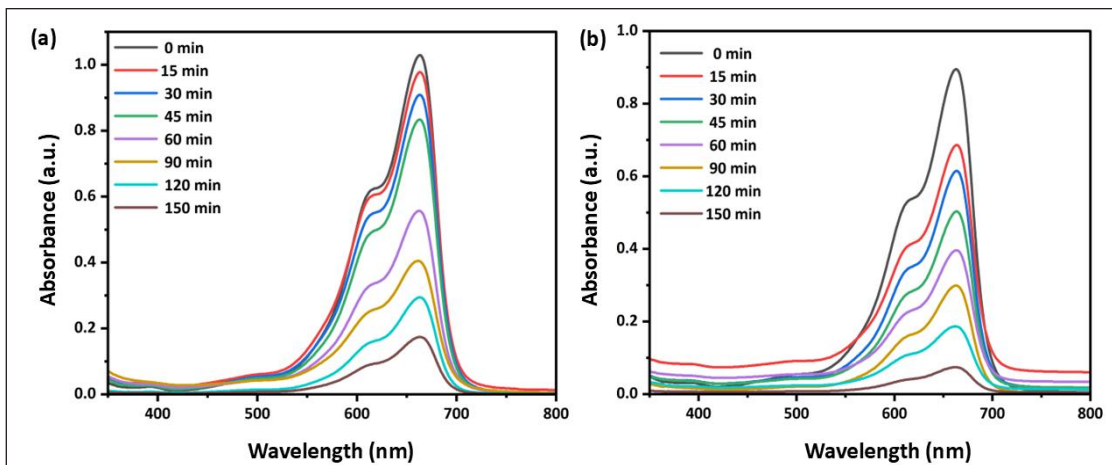 (a)
0 min
15 min
30 min
45 min
60 min
90 min
120 min
150 min
1.0
0.8
0.6
0.4
0.2
0.0
400
500
600
700
800
Absorbance (a.u.)
Wavelength (nm)
(b)
0 min
15 min
30 min
45 min
60 min
90 min
120 min
150 min
1.0
0.8
0.6
0.4
0.2
0.0
400
500
600
700
800
Absorbance (a.u.)
Wavelength (nm)